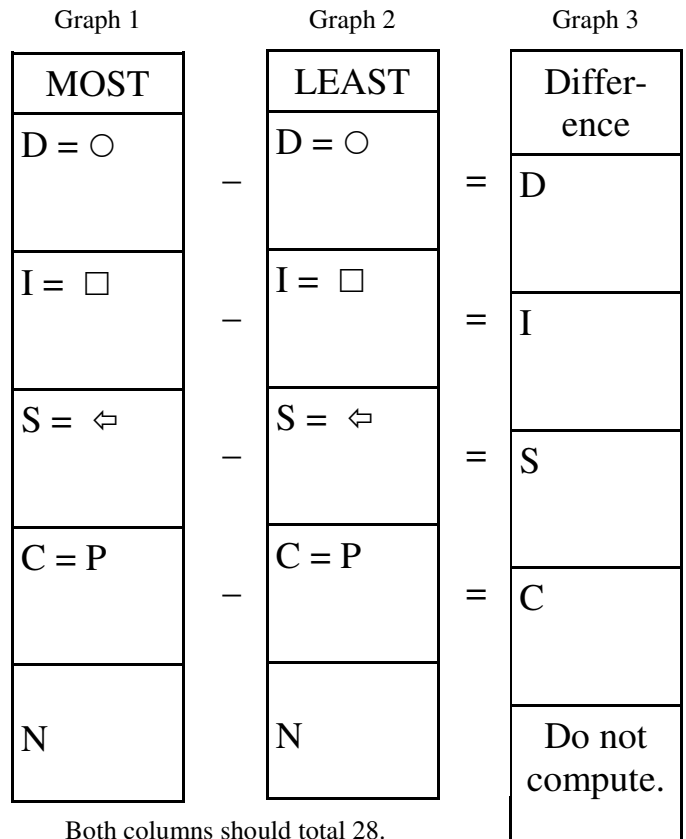 Graph 1 Graph 2 Graph 3
MOST LEAST Differ-
ence
D = ○ D = ○
– – = D
I = □ I = □
– = I
S = ⇦ S = ⇦
– = S
C = P C = P
– = C
N N Do not
compute.
Both columns should total 28.